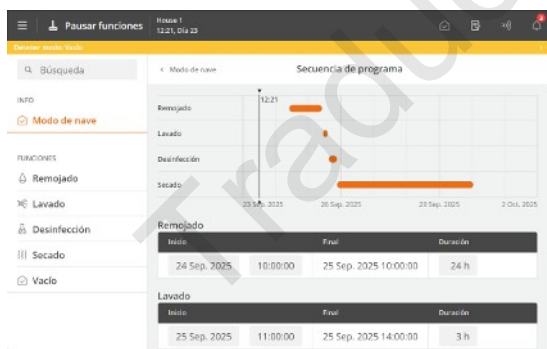 Pausar funciones
House 1
12:21, Día 23
2
Detener modo: Vacío
Búsqueda
Modo de nave
Secuencia de programa
INFO
Modo de nave
FUNCIONES
Remojado
Lavado
Desinfección
Secado
Vacío
12:21
Remojado
Lavado
Desinfección
Secado
23 Sep. 2025 26 Sep. 2025 29 Sep. 2025 2 Oct. 2025
Remojado
Inicio Final Duración
24 Sep. 2025 10:00:00 25 Sep. 2025 10:00:00 24 h
Lavado
Inicio Final Duración
25 Sep. 2025 11:00:00 25 Sep. 2025 14:00:00 3 h